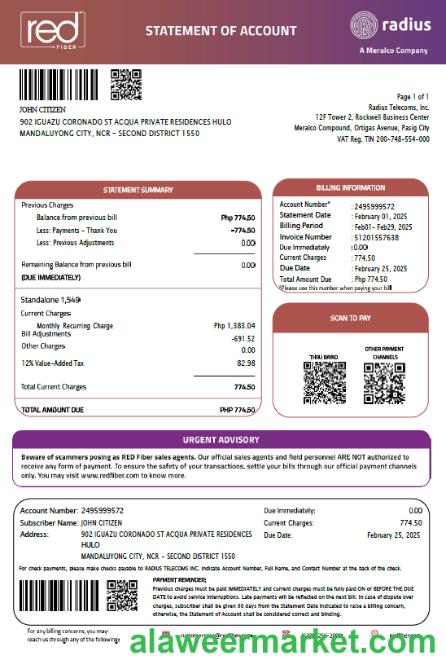 red
FIBER
STATEMENT OF ACCOUNT
radius
A Meralco Company
JOHN CITIZEN
902 IGUAZU CORONADO ST ACQUA PRIVATE RESIDENCES HULO
MANDALUYONG CITY, NCR - SECOND DISTRICT 1550
Page 1 of 1
Radius Telecoms, Inc.
12F Tower 2, Rockwell Business Center
Meralco Compound, Ortigas Avenue, Pasig City
VAT Reg. TIN 200-748-554-000
STATEMENT SUMMARY
Previous Charges
Balance from previous bill Php 774.50
Less: Payments - Thank You -774.50
Less: Previous Adjustments 0.00
Remaining Balance from previous bill 0.00
(DUE IMMEDIATELY)
Standalone 1,549
Current Charges:
Monthly Recurring Charge Php 1,383.04
Bill Adjustments -691.52
Other Charges 0.00
12% Value-Added Tax 82.98
Total Current Charges 774.50
TOTAL AMOUNT DUE PHP 774.50
BILLING INFORMATION
Account Number* : 2495999572
Statement Date : February 01, 2025
Billing Period : Feb01- Feb29, 2025
Invoice Number : 51201557638
Due Immediately : 0.00
Current Charges : 774.50
Due Date : February 25, 2025
Total Amount Due : Php 774.50
*Please use this number when paying your bill
SCAN TO PAY
THRU BAYAD
OTHER PAYMENT
CHANNELS
URGENT ADVISORY
Beware of scammers posing as RED Fiber sales agents. Our official sales agents and field personnel ARE NOT authorized to
receive any form of payment. To ensure the safety of your transactions, settle your bills through our official payment channels
only. You may visit www.redfiber.com to know more.
Account Number: 2495999572
Subscriber Name: JOHN CITIZEN
Address: 902 IGUAZU CORONADO ST ACQUA PRIVATE RESIDENCES
HULO
MANDALUYONG CITY, NCR - SECOND DISTRICT 1550
Due Immediately: 0.00
Current Charges: 774.50
Due Date: February 25, 2025
For check payments, please make checks payable to RADIUS TELECOMS INC. Indicate Account Number, Full Name, and Contact Number at the back of the check.
PAYMENT REMINDER:
Previous charges must be paid IMMEDIATELY and current charges must be fully paid ON or BEFORE THE DUE
DATE to avoid service interruptions. Late payments will be reflected on the next bill. In case of dispute over
charges, subscriber shall be given 30 days from the Statement Date indicated to raise a billing concern,
otherwise, the Statement of Account shall be considered correct and binding.
For any billing concerns, you may
reach us through any of the following:
alaweermarket.com